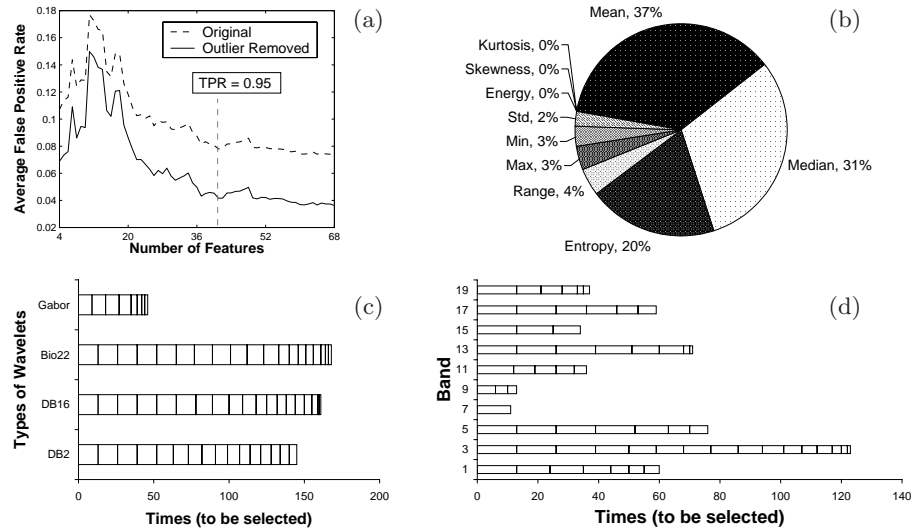 (a)
0.18
0.16
0.14
0.12
0.1
0.08
0.06
0.04
0.02
Average False Positive Rate
Original
Outlier Removed
TPR = 0.95
4
20
36
52
68
Number of Features
(b)
Mean, 37%
Kurtosis, 0%
Skewness, 0%
Energy, 0%
Std, 2%
Min, 3%
Max, 3%
Range, 4%
Entropy, 20%
Median, 31%
(c)
Types of Wavelets
Gabor
Bio22
DB16
DB2
0
50
100
150
200
Times (to be selected)
(d)
Band
19
17
15
13
11
9
7
5
3
1
0
20
40
60
80
100
120
140
Times (to be selected)